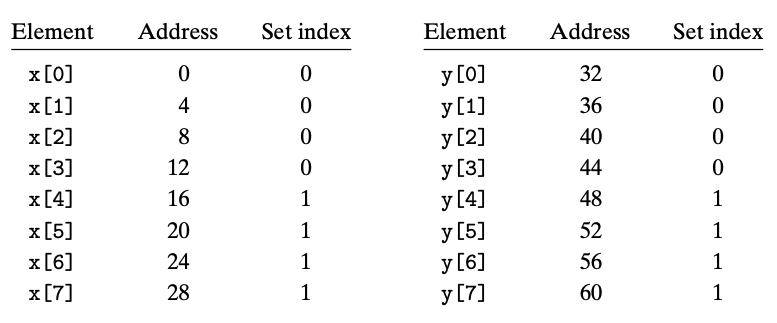 Element Address Set index Element Address Set index
x[0] 0 0 y[0] 32 0
x[1] 4 0 y[1] 36 0
x[2] 8 0 y[2] 40 0
x[3] 12 0 y[3] 44 0
x[4] 16 1 y[4] 48 1
x[5] 20 1 y[5] 52 1
x[6] 24 1 y[6] 56 1
x[7] 28 1 y[7] 60 1